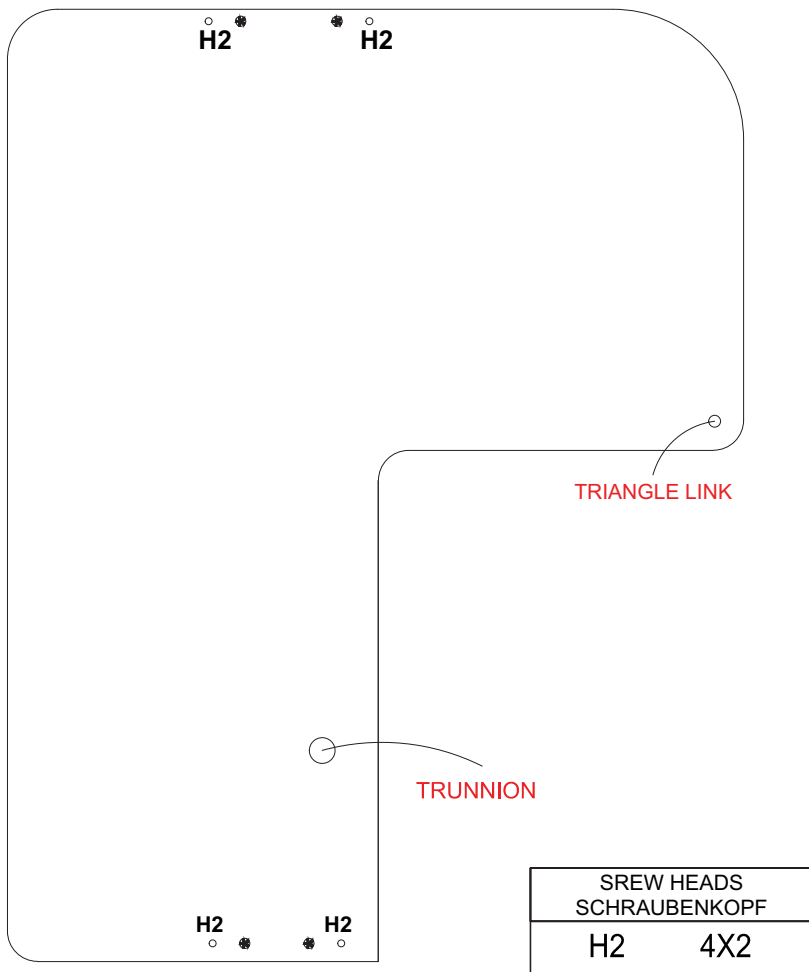 H2 H2
TRIANGLE LINK
TRUNNION
H2 H2
SREW HEADS
SCHRAUBENKOPF
H2 4X2